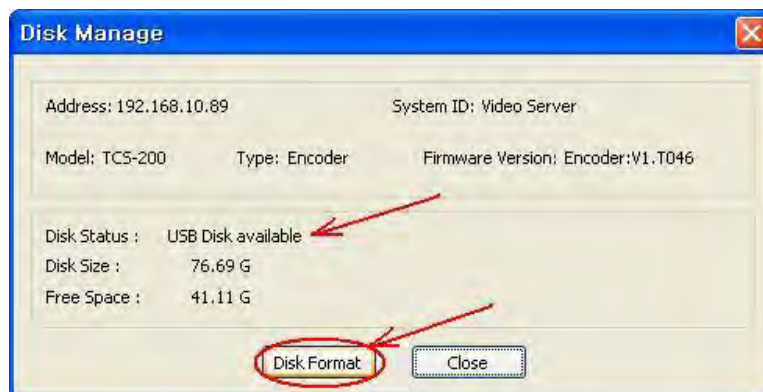 Disk Manage
Address: 192.168.10.89 System ID: Video Server
Model: TCS-200 Type: Encoder Firmware Version: Encoder:V1.T046
Disk Status : USB Disk available
Disk Size : 76.69 G
Free Space : 41.11 G
Disk Format Close